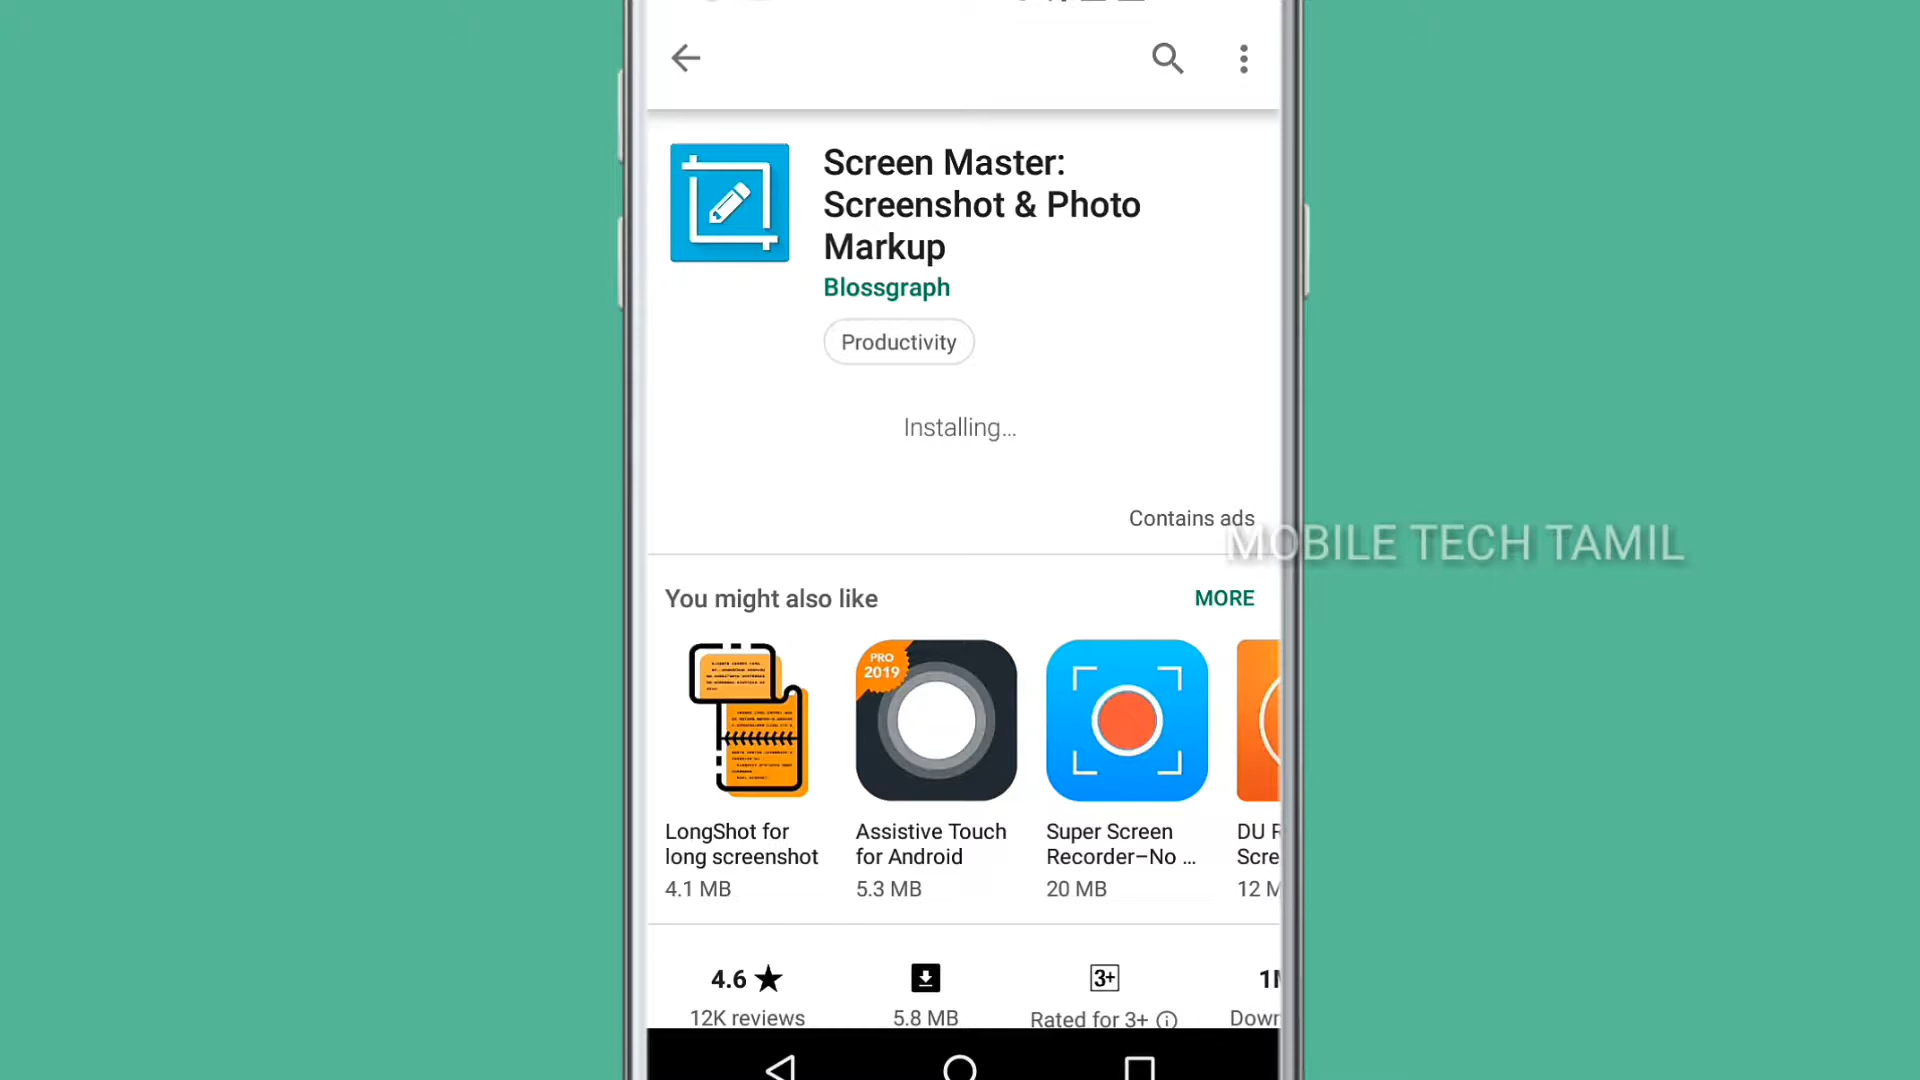 Screen Master:
Screenshot & Photo
Markup
Blossgraph
Productivity
Installing...
Contains ads
MOBILE TECH TAMIL
You might also like
MORE
PRO
2019
LongShot for
long screenshot
4.1 MB
Assistive Touch
for Android
5.3 MB
Super Screen
Recorder–No ...
20 MB
DU
Scre
12
4.6 ★
12K reviews
5.8 MB
3+
Rated for 3+
1
Down